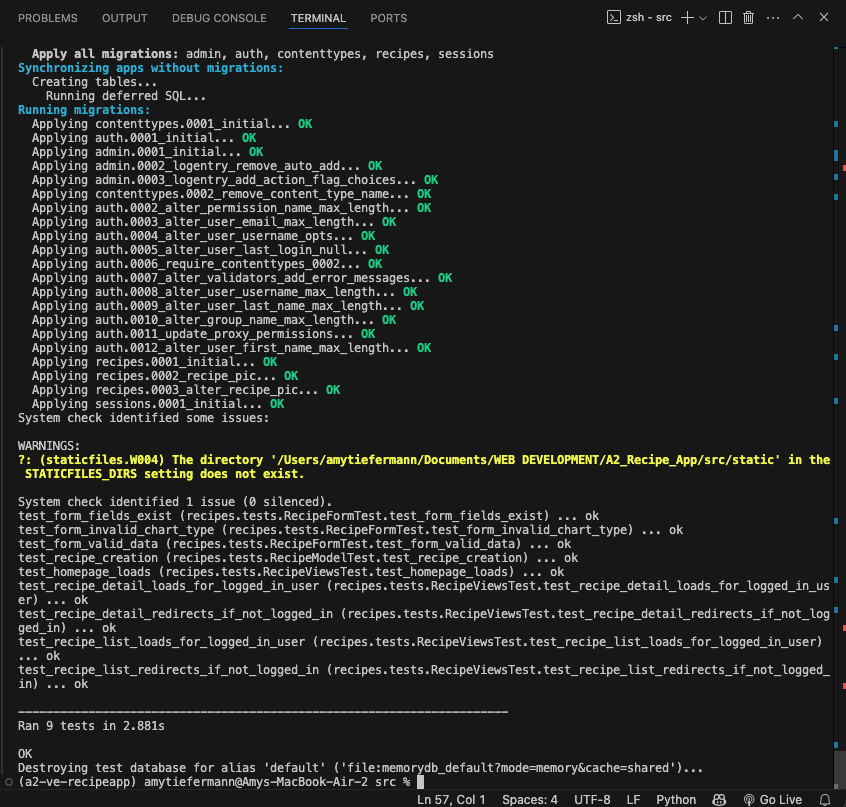 PROBLEMS OUTPUT DEBUG CONSOLE TERMINAL PORTS zsh - src
Apply all migrations: admin, auth, contenttypes, recipes, sessions
Synchronizing apps without migrations:
Creating tables...
Running deferred SQL...
Running migrations:
Applying contenttypes.0001_initial... OK
Applying auth.0001_initial... OK
Applying admin.0001_initial... OK
Applying admin.0002_logentry_remove_auto_add... OK
Applying admin.0003_logentry_add_action_flag_choices... OK
Applying contenttypes.0002_remove_content_type_name... OK
Applying auth.0002_alter_permission_name_max_length... OK
Applying auth.0003_alter_user_email_max_length... OK
Applying auth.0004_alter_user_username_opts... OK
Applying auth.0005_alter_user_last_login_null... OK
Applying auth.0006_require_contenttypes_0002... OK
Applying auth.0007_alter_validators_add_error_messages... OK
Applying auth.0008_alter_user_username_max_length... OK
Applying auth.0009_alter_user_last_name_max_length... OK
Applying auth.0010_alter_group_name_max_length... OK
Applying auth.0011_update_proxy_permissions... OK
Applying auth.0012_alter_user_first_name_max_length... OK
Applying recipes.0001_initial... OK
Applying recipes.0002_recipe_pic... OK
Applying recipes.0003_alter_recipe_pic... OK
Applying sessions.0001_initial... OK
System check identified some issues:
WARNINGS:
?: (staticfiles.W004) The directory '/Users/amytiefermann/Documents/WEB DEVELOPMENT/A2_Recipe_App/src/static' in the
STATICFILES_DIRS setting does not exist.
System check identified 1 issue (0 silenced).
test_form_fields_exist (recipes.tests.RecipeFormTest.test_form_fields_exist) ... ok
test_form_invalid_chart_type (recipes.tests.RecipeFormTest.test_form_invalid_chart_type) ... ok
test_form_valid_data (recipes.tests.RecipeFormTest.test_form_valid_data) ... ok
test_recipe_creation (recipes.tests.RecipeModelTest.test_recipe_creation) ... ok
test_homepage_loads (recipes.tests.RecipeViewsTest.test_homepage_loads) ... ok
test_recipe_detail_loads_for_logged_in_user (recipes.tests.RecipeViewsTest.test_recipe_detail_loads_for_logged_in_us
er) ... ok
test_recipe_detail_redirects_if_not_logged_in (recipes.tests.RecipeViewsTest.test_recipe_detail_redirects_if_not_log
ged_in) ... ok
test_recipe_list_loads_for_logged_in_user (recipes.tests.RecipeViewsTest.test_recipe_list_loads_for_logged_in_user)
... ok
test_recipe_list_redirects_if_not_logged_in (recipes.tests.RecipeViewsTest.test_recipe_list_redirects_if_not_logged_
in) ... ok
----------------------------------------------------------------------
Ran 9 tests in 2.881s
OK
Destroying test database for alias 'default' ('file:memorydb_default?mode=memory&cache=shared')...
(a2-ve-recipeapp) amytiefermann@Amys-MacBook-Air-2 src %
Ln 57, Col 1 Spaces: 4 UTF-8 LF Python Go Live